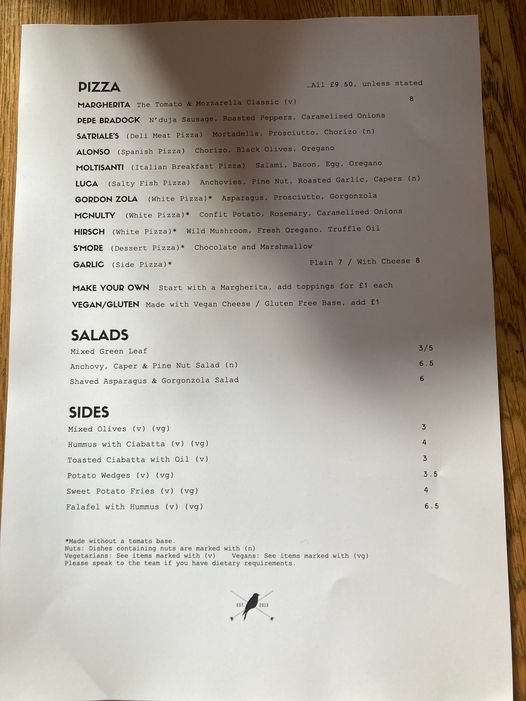 PIZZA …All £9.50, unless stated
MARGHERITA The Tomato & Mozzarella Classic (v) 8
PEPE BRADOCK N'duja Sausage, Roasted Peppers, Caramelised Onions
SATRIALE'S (Deli Meat Pizza) Mortadella, Prosciutto, Chorizo (n)
ALONSO (Spanish Pizza) Chorizo, Black Olives, Oregano
MOLTISANTI (Italian Breakfast Pizza) Salami, Bacon, Egg, Oregano
LUCA (Salty Fish Pizza) Anchovies, Pine Nut, Roasted Garlic, Capers (n)
GORDON ZOLA (White Pizza)* Asparagus, Prosciutto, Gorgonzola
MCNULTY (White Pizza)* Confit Potato, Rosemary, Caramelised Onions
HIRSCH (White Pizza)* Wild Mushroom, Fresh Oregano, Truffle Oil
S'MORE (Dessert Pizza)* Chocolate and Marshmallow
GARLIC (Side Pizza)* Plain 7 / With Cheese 8
MAKE YOUR OWN Start with a Margherita, add toppings for £1 each
VEGAN/GLUTEN Made with Vegan Cheese / Gluten Free Base, add £1
SALADS
Mixed Green Leaf 3/5
Anchovy, Caper & Pine Nut Salad (n) 6.5
Shaved Asparagus & Gorgonzola Salad 6
SIDES
Mixed Olives (v) (vg) 3
Hummus with Ciabatta (v) (vg) 4
Toasted Ciabatta with Oil (v) 3
Potato Wedges (v) (vg) 3.5
Sweet Potato Fries (v) (vg) 4
Falafel with Hummus (v) (vg) 6.5
*Made without a tomato base.
Nuts: Dishes containing nuts are marked with (n)
Vegetarians: See items marked with (v) Vegans: See items marked with (vg)
Please speak to the team if you have dietary requirements.
EST. 2013